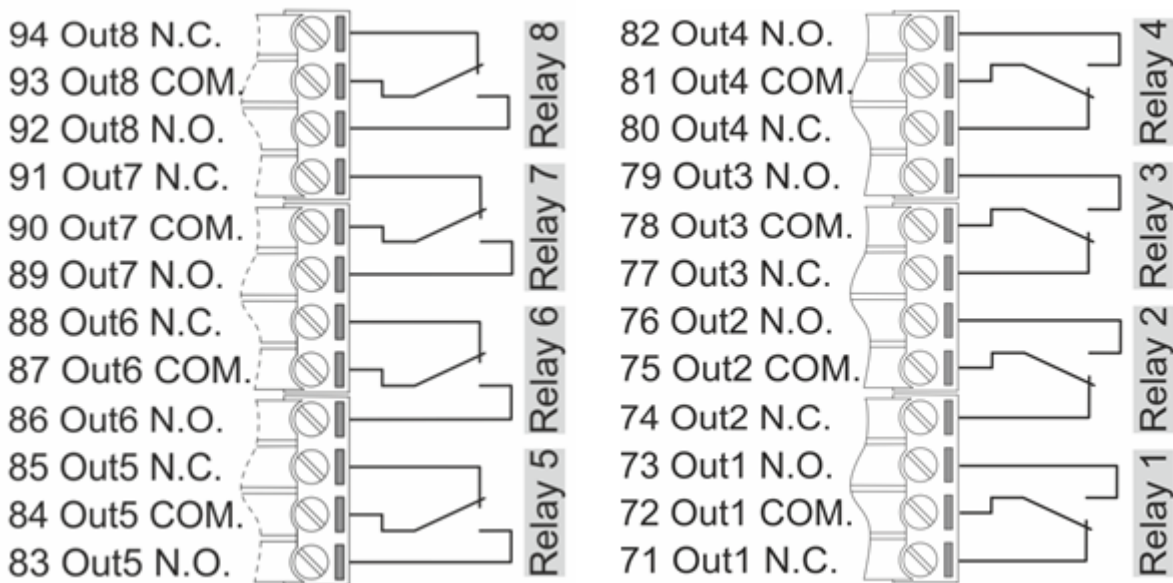 94 Out8 N.C.
93 Out8 COM.
92 Out8 N.O.
91 Out7 N.C.
90 Out7 COM.
89 Out7 N.O.
88 Out6 N.C.
87 Out6 COM.
86 Out6 N.O.
85 Out5 N.C.
84 Out5 COM.
83 Out5 N.O.
Relay 8
Relay 7
Relay 6
Relay 5
82 Out4 N.O.
81 Out4 COM.
80 Out4 N.C.
79 Out3 N.O.
78 Out3 COM.
77 Out3 N.C.
76 Out2 N.O.
75 Out2 COM.
74 Out2 N.C.
73 Out1 N.O.
72 Out1 COM.
71 Out1 N.C.
Relay 4
Relay 3
Relay 2
Relay 1